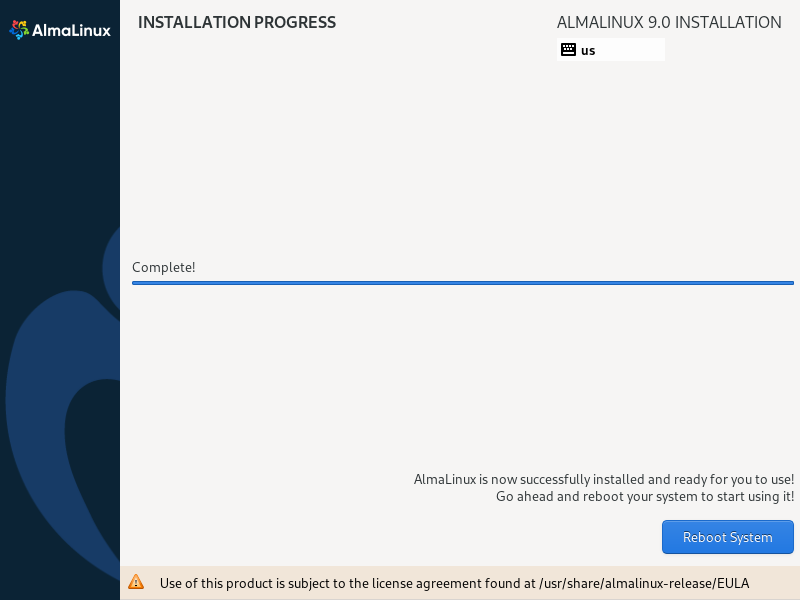 AlmaLinux
INSTALLATION PROGRESS
ALMALINUX 9.0 INSTALLATION
us
Complete!
AlmaLinux is now successfully installed and ready for you to use!
Go ahead and reboot your system to start using it!
Reboot System
Use of this product is subject to the license agreement found at /usr/share/almalinux-release/EULA